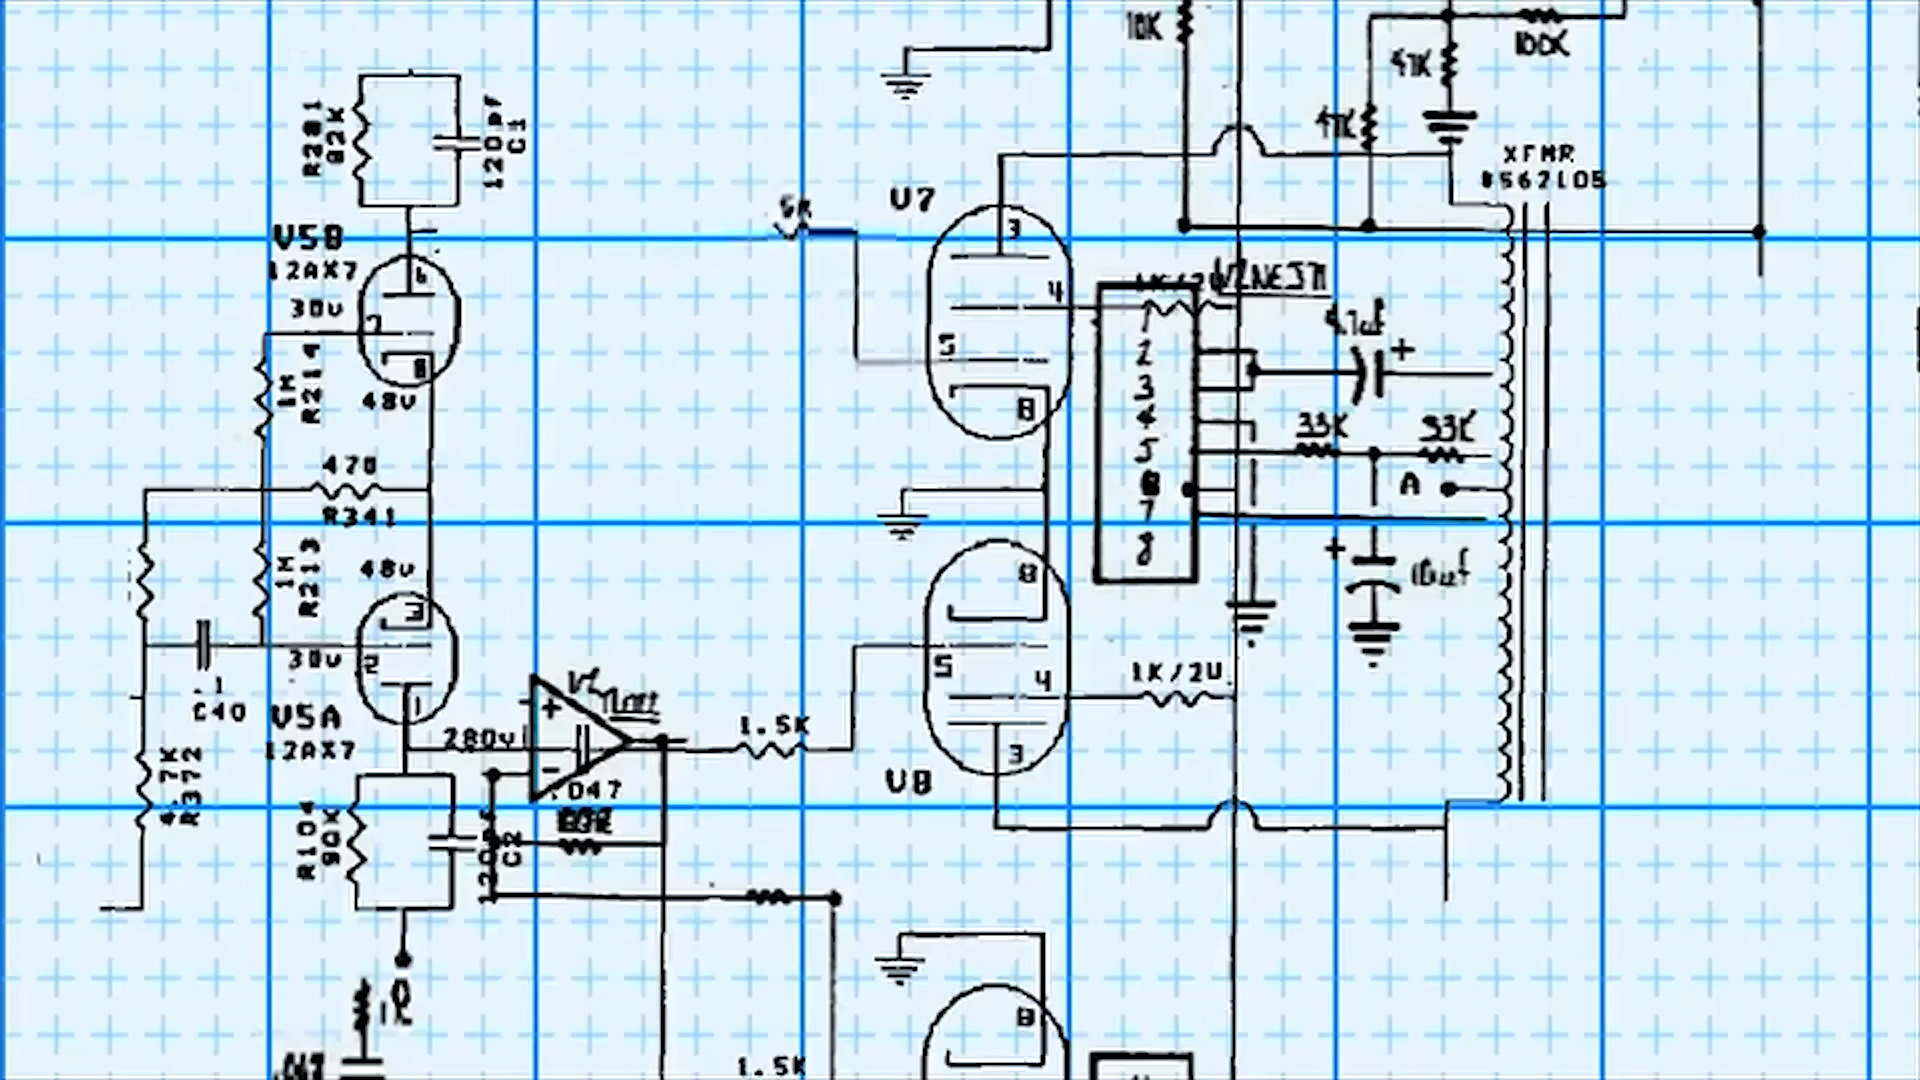 10K
47K
100K
47K
XFMR
R201
82K
120pF
C1
V7
5K
V5B
12AX7
30v
6
7
8
48v
3
4
5
8
4.7uf
+
1
2
3
4
5
7
8
33K
33K
A
1M
R214
470
R341
1M
R213
48v
3
2
1
30v
C40
V5A
12AX7
4.7K
R372
280v
+
-
.047
1.5K
8
5
4
3
V8
1K/2W
+
10uf
R104
90K
120pF
C2
1K
8
1.5K